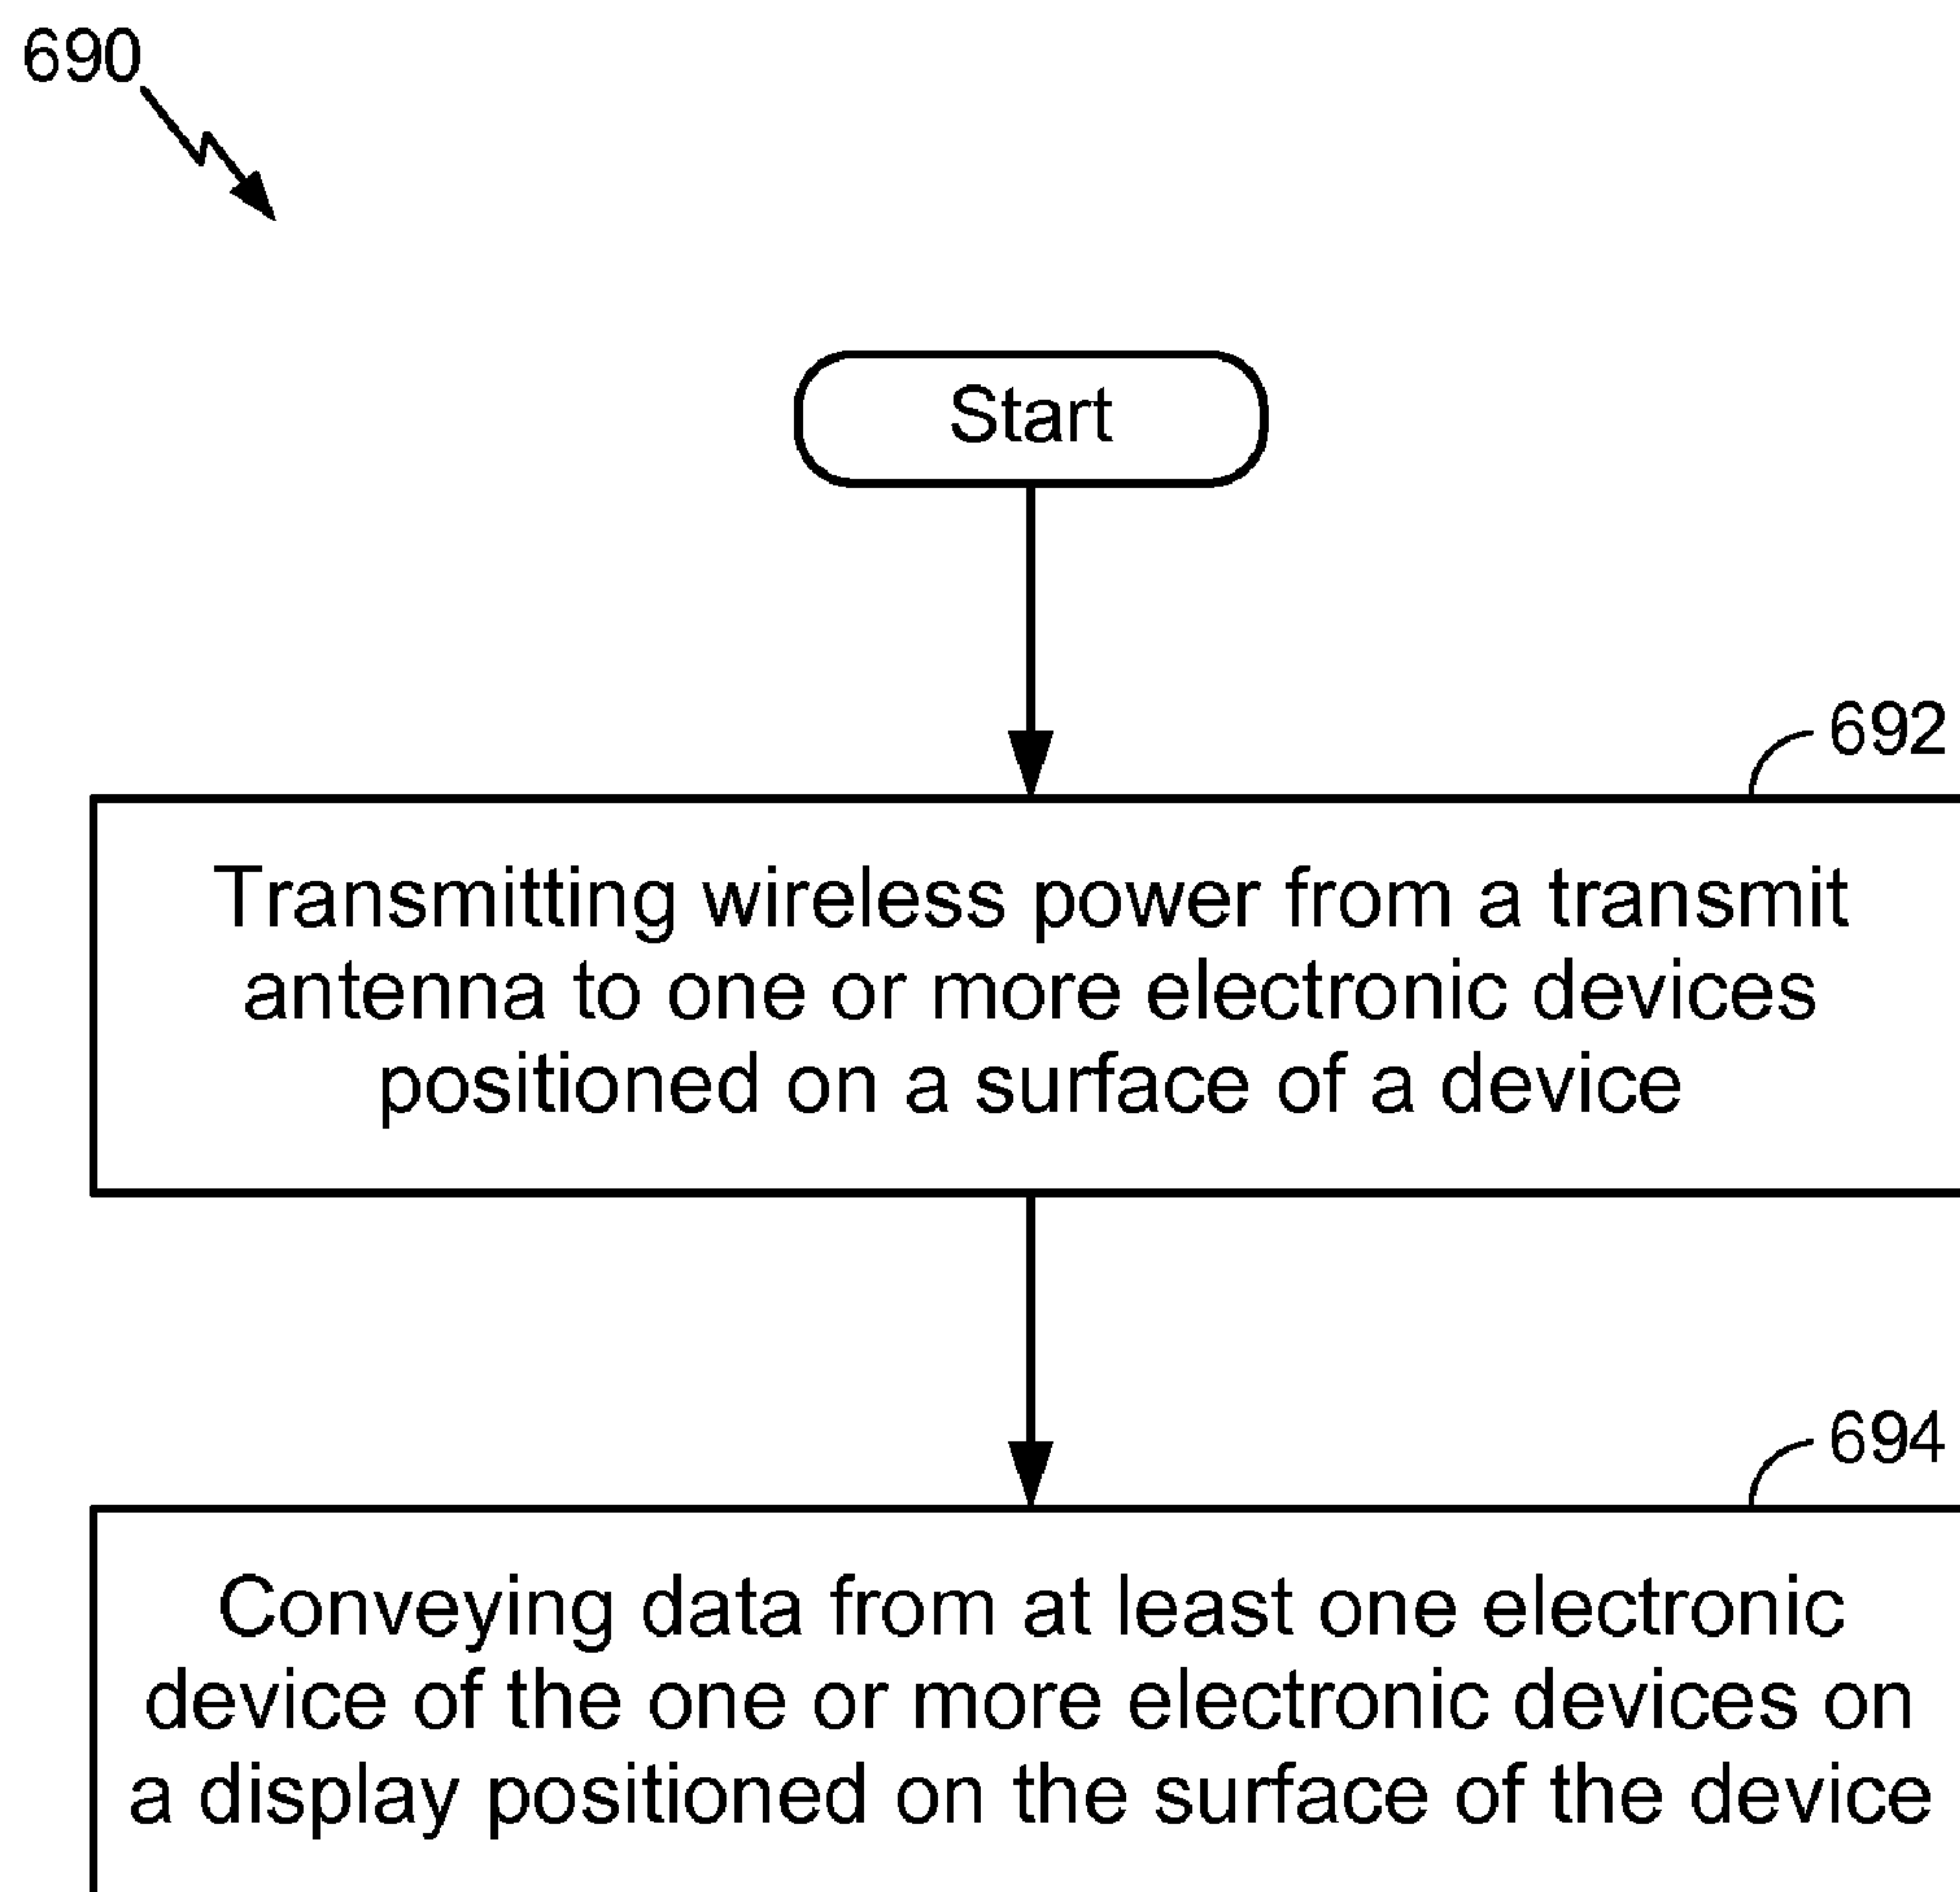 690
Start
692
Transmitting wireless power from a transmit
antenna to one or more electronic devices
positioned on a surface of a device
694
Conveying data from at least one electronic
device of the one or more electronic devices on
a display positioned on the surface of the device